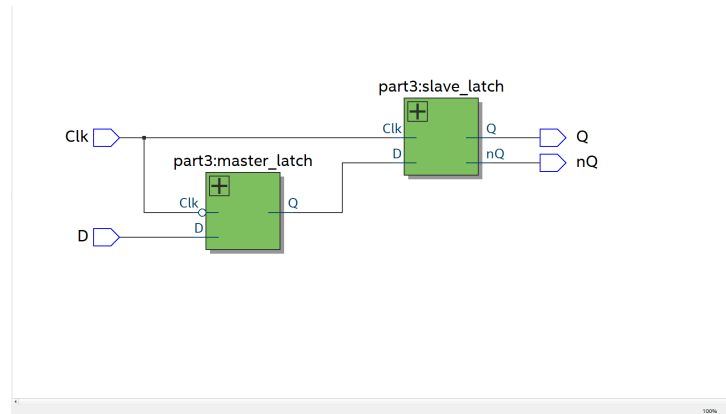 part3:slave_latch
Clk
Clk
Q
Q
D
nQ
nQ
part3:master_latch
Clk
Q
D
D
100%